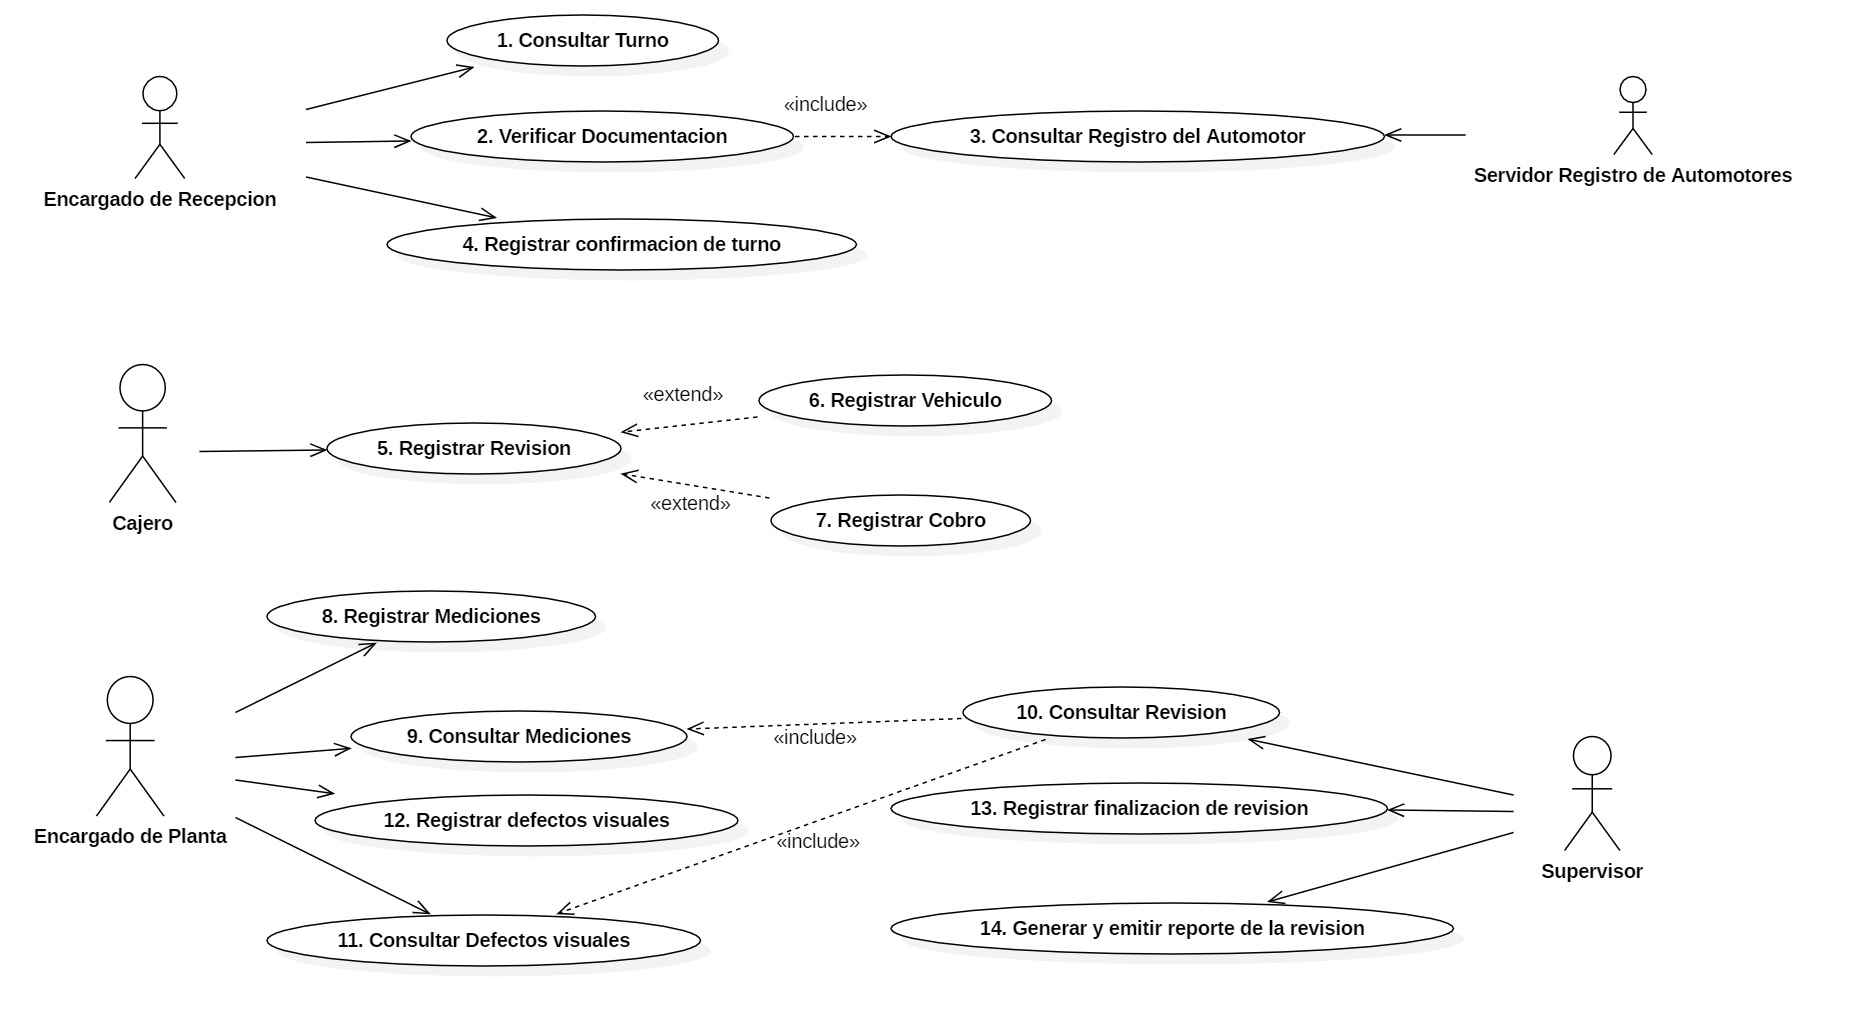 1. Consultar Turno
«include»
2. Verificar Documentacion
3. Consultar Registro del Automotor
Encargado de Recepcion
Servidor Registro de Automotores
4. Registrar confirmacion de turno
«extend»
6. Registrar Vehiculo
5. Registrar Revision
«extend»
7. Registrar Cobro
Cajero
8. Registrar Mediciones
10. Consultar Revision
9. Consultar Mediciones
«include»
12. Registrar defectos visuales
13. Registrar finalizacion de revision
Encargado de Planta
«include»
Supervisor
11. Consultar Defectos visuales
14. Generar y emitir reporte de la revision